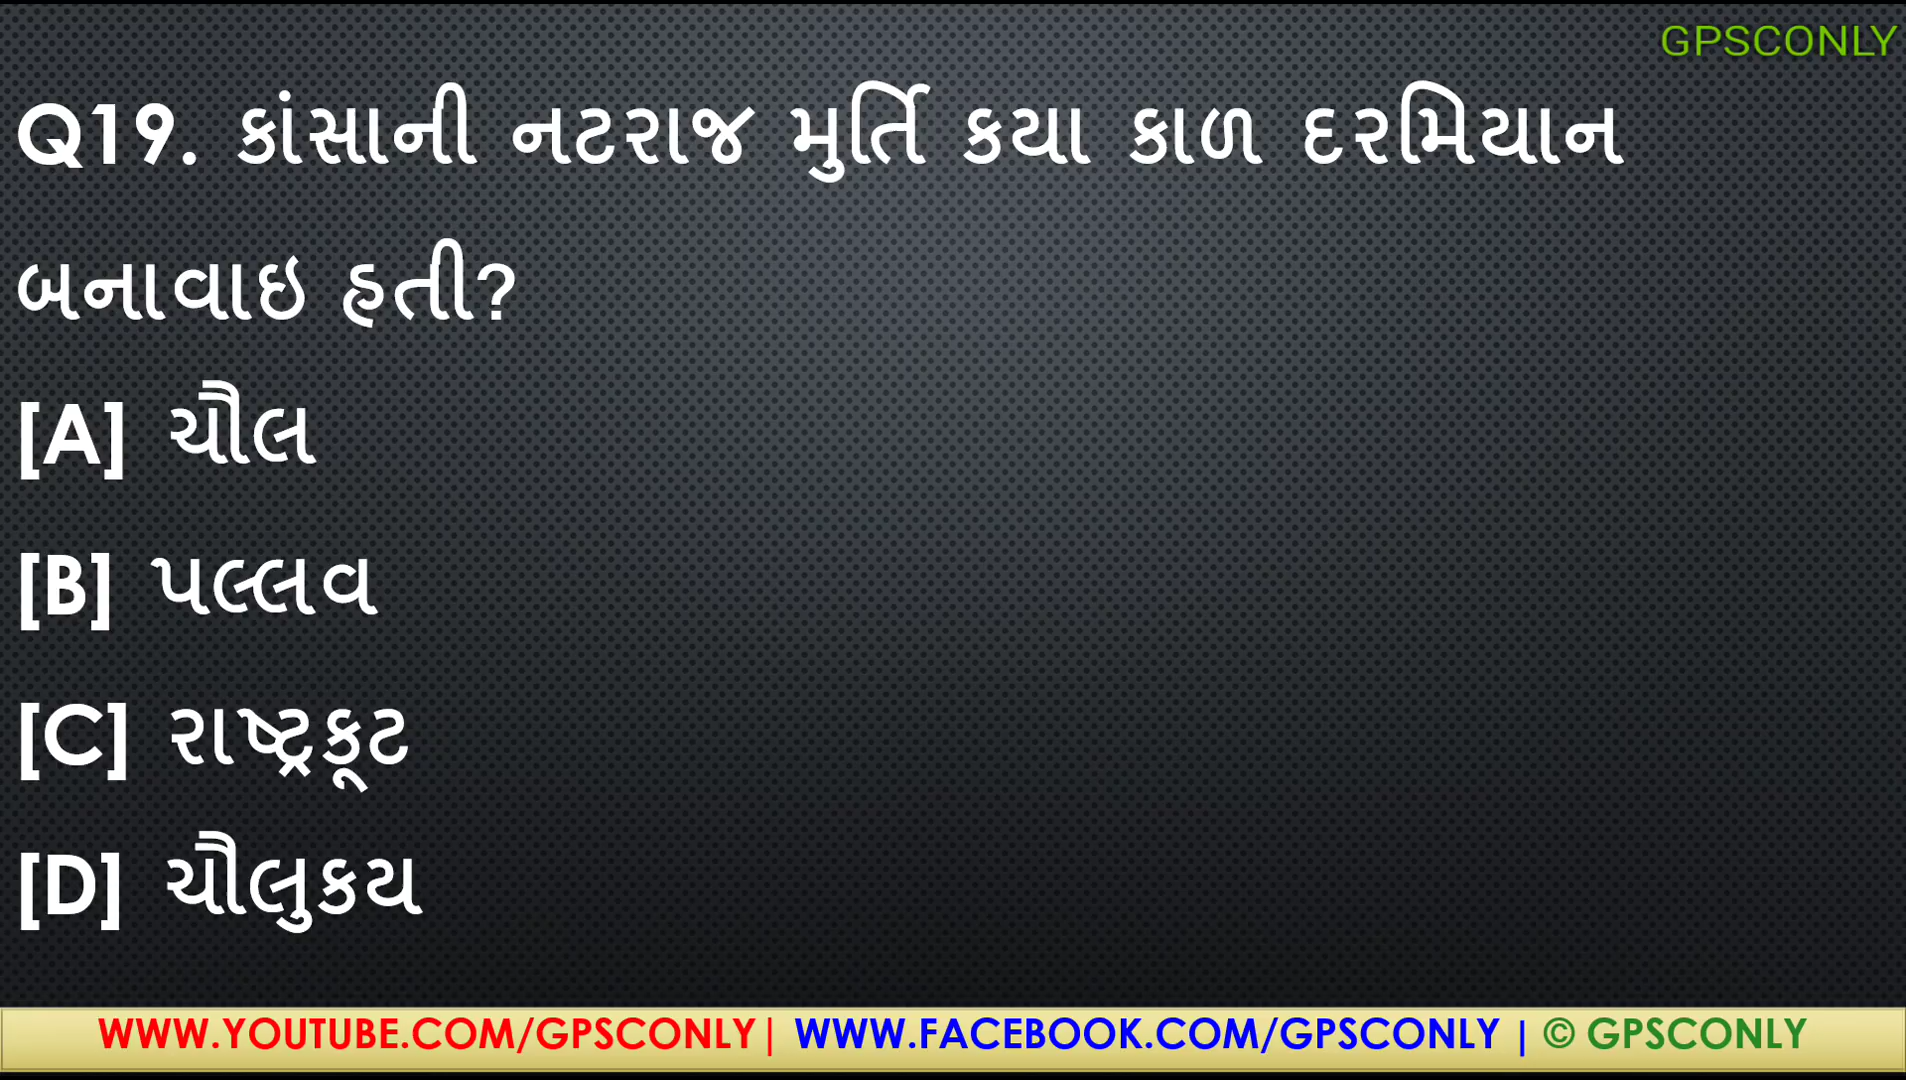 GPSCONLY
Q19. કાંસાની નટરાજ મુર્તિ કયા કાળ દરમિયાન
બનાવાઇ હતી?
[A] ચૌલ
[B] પલ્લવ
[C] રાષ્ટ્રકૂટ
[D] ચૌલુકય
WWW.YOUTUBE.COM/GPSCONLY| WWW.FACEBOOK.COM/GPSCONLY | © GPSCONLY